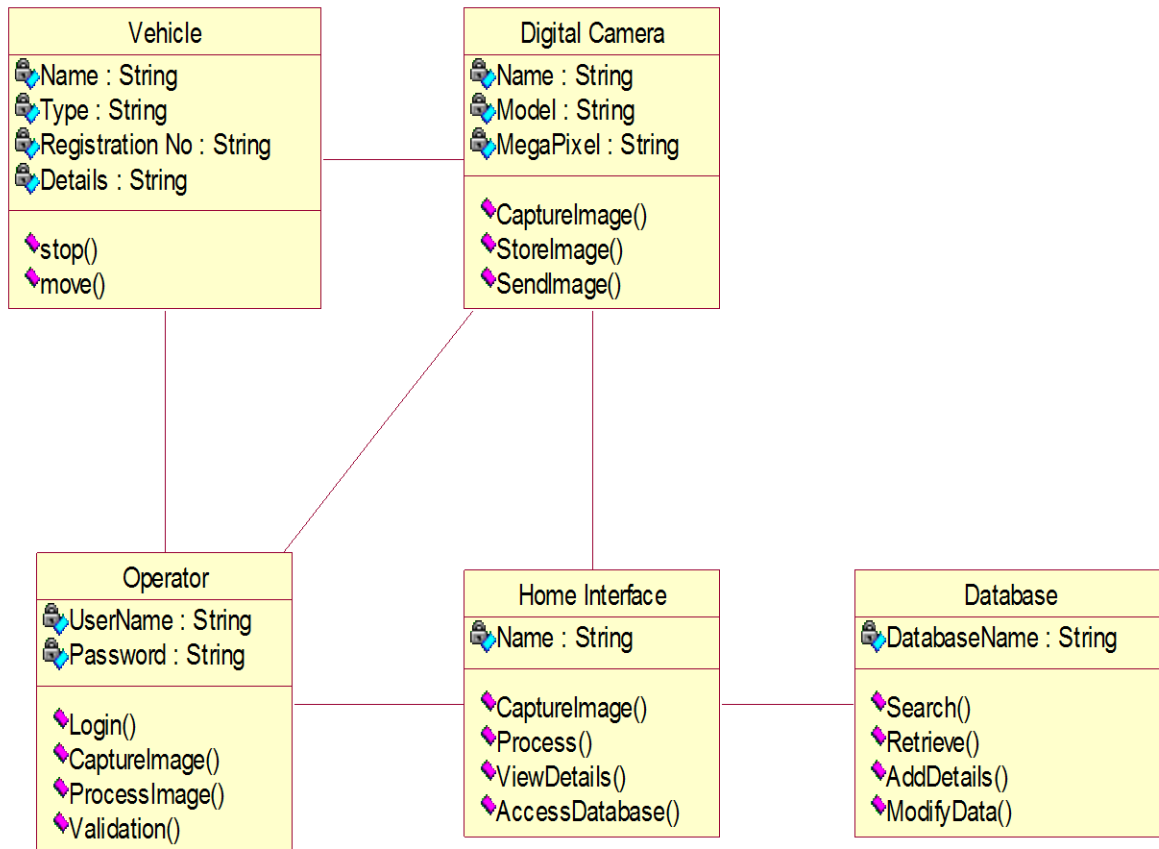 Vehicle
Name : String
Type : String
Registration No : String
Details : String
stop()
move()
Digital Camera
Name : String
Model : String
MegaPixel : String
CaptureImage()
StoreImage()
SendImage()
Operator
UserName : String
Password : String
Login()
CaptureImage()
ProcessImage()
Validation()
Home Interface
Name : String
CaptureImage()
Process()
ViewDetails()
AccessDatabase()
Database
DatabaseName : String
Search()
Retrieve()
AddDetails()
ModifyData()